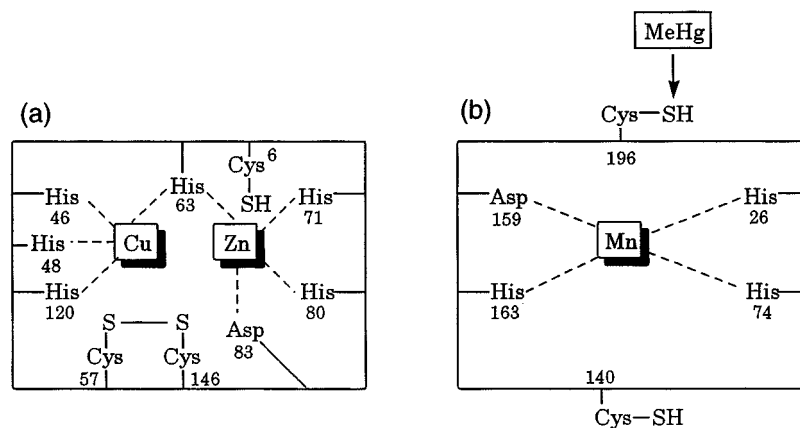 MeHg
(a)
(b)
Cys—SH
196
Cys 6
SH
His
46
His
63
His
71
Cu
Zn
His
48
His
120
His
80
Asp
83
S — S
Cys
57
Cys
146
Asp
159
His
26
Mn
His
163
His
74
140
Cys—SH